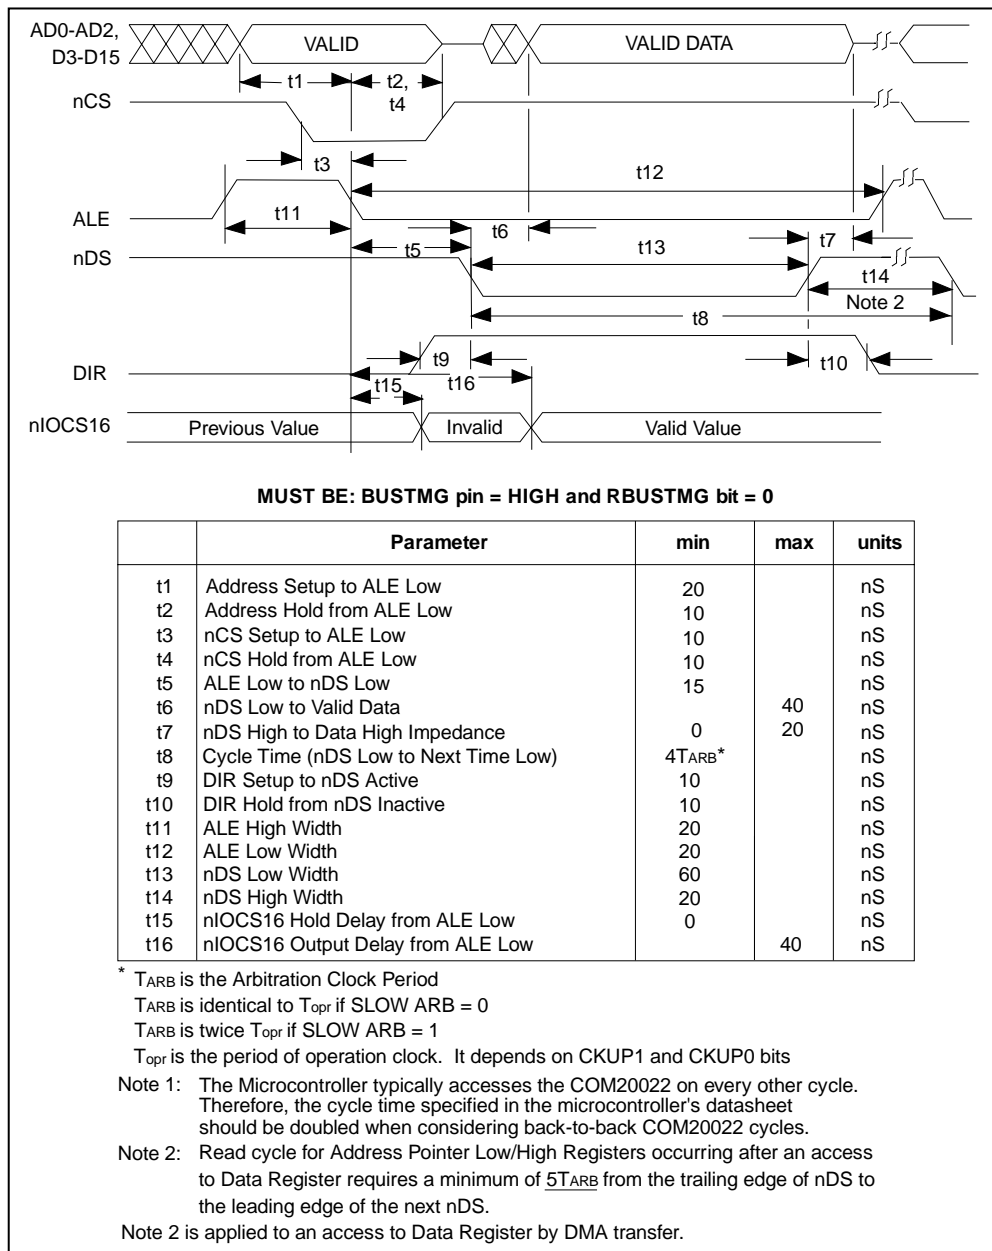 AD0-AD2,
D3-D15
VALID
VALID DATA
t1
t2,
t4
nCS
t3
t12
ALE
t11
t6
t7
nDS
t5
t13
t14
Note 2
t8
t9
t10
DIR
t15
t16
nIOCS16
Previous Value
Invalid
Valid Value
MUST BE: BUSTMG pin = HIGH and RBUSTMG bit = 0
Parameter min max units
t1 Address Setup to ALE Low 20 nS
t2 Address Hold from ALE Low 10 nS
t3 nCS Setup to ALE Low 10 nS
t4 nCS Hold from ALE Low 10 nS
t5 ALE Low to nDS Low 15 nS
t6 nDS Low to Valid Data 40 nS
t7 nDS High to Data High Impedance 0 20 nS
t8 Cycle Time (nDS Low to Next Time Low) 4TARB* nS
t9 DIR Setup to nDS Active 10 nS
t10 DIR Hold from nDS Inactive 10 nS
t11 ALE High Width 20 nS
t12 ALE Low Width 20 nS
t13 nDS Low Width 60 nS
t14 nDS High Width 20 nS
t15 nIOCS16 Hold Delay from ALE Low 0 nS
t16 nIOCS16 Output Delay from ALE Low 40 nS
* TARB is the Arbitration Clock Period
TARB is identical to Topr if SLOW ARB = 0
TARB is twice Topr if SLOW ARB = 1
Topr is the period of operation clock. It depends on CKUP1 and CKUP0 bits
Note 1: The Microcontroller typically accesses the COM20022 on every other cycle.
Therefore, the cycle time specified in the microcontroller's datasheet
should be doubled when considering back-to-back COM20022 cycles.
Note 2: Read cycle for Address Pointer Low/High Registers occurring after an access
to Data Register requires a minimum of 5TARB from the trailing edge of nDS to
the leading edge of the next nDS.
Note 2 is applied to an access to Data Register by DMA transfer.